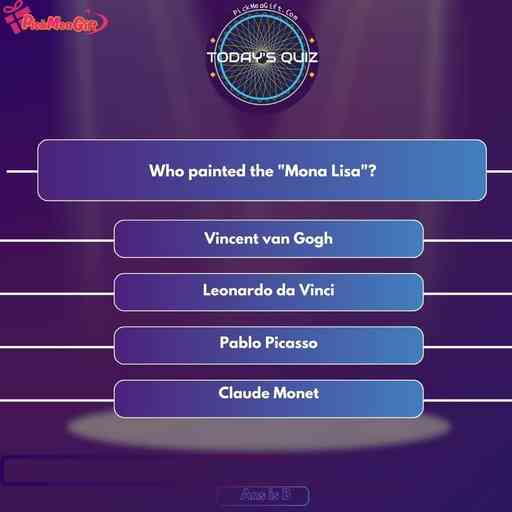 PickMeaGift
PickMeaGift.Com
TODAY'S QUIZ
Who painted the "Mona Lisa"?
Vincent van Gogh
Leonardo da Vinci
Pablo Picasso
Claude Monet
Ans is B